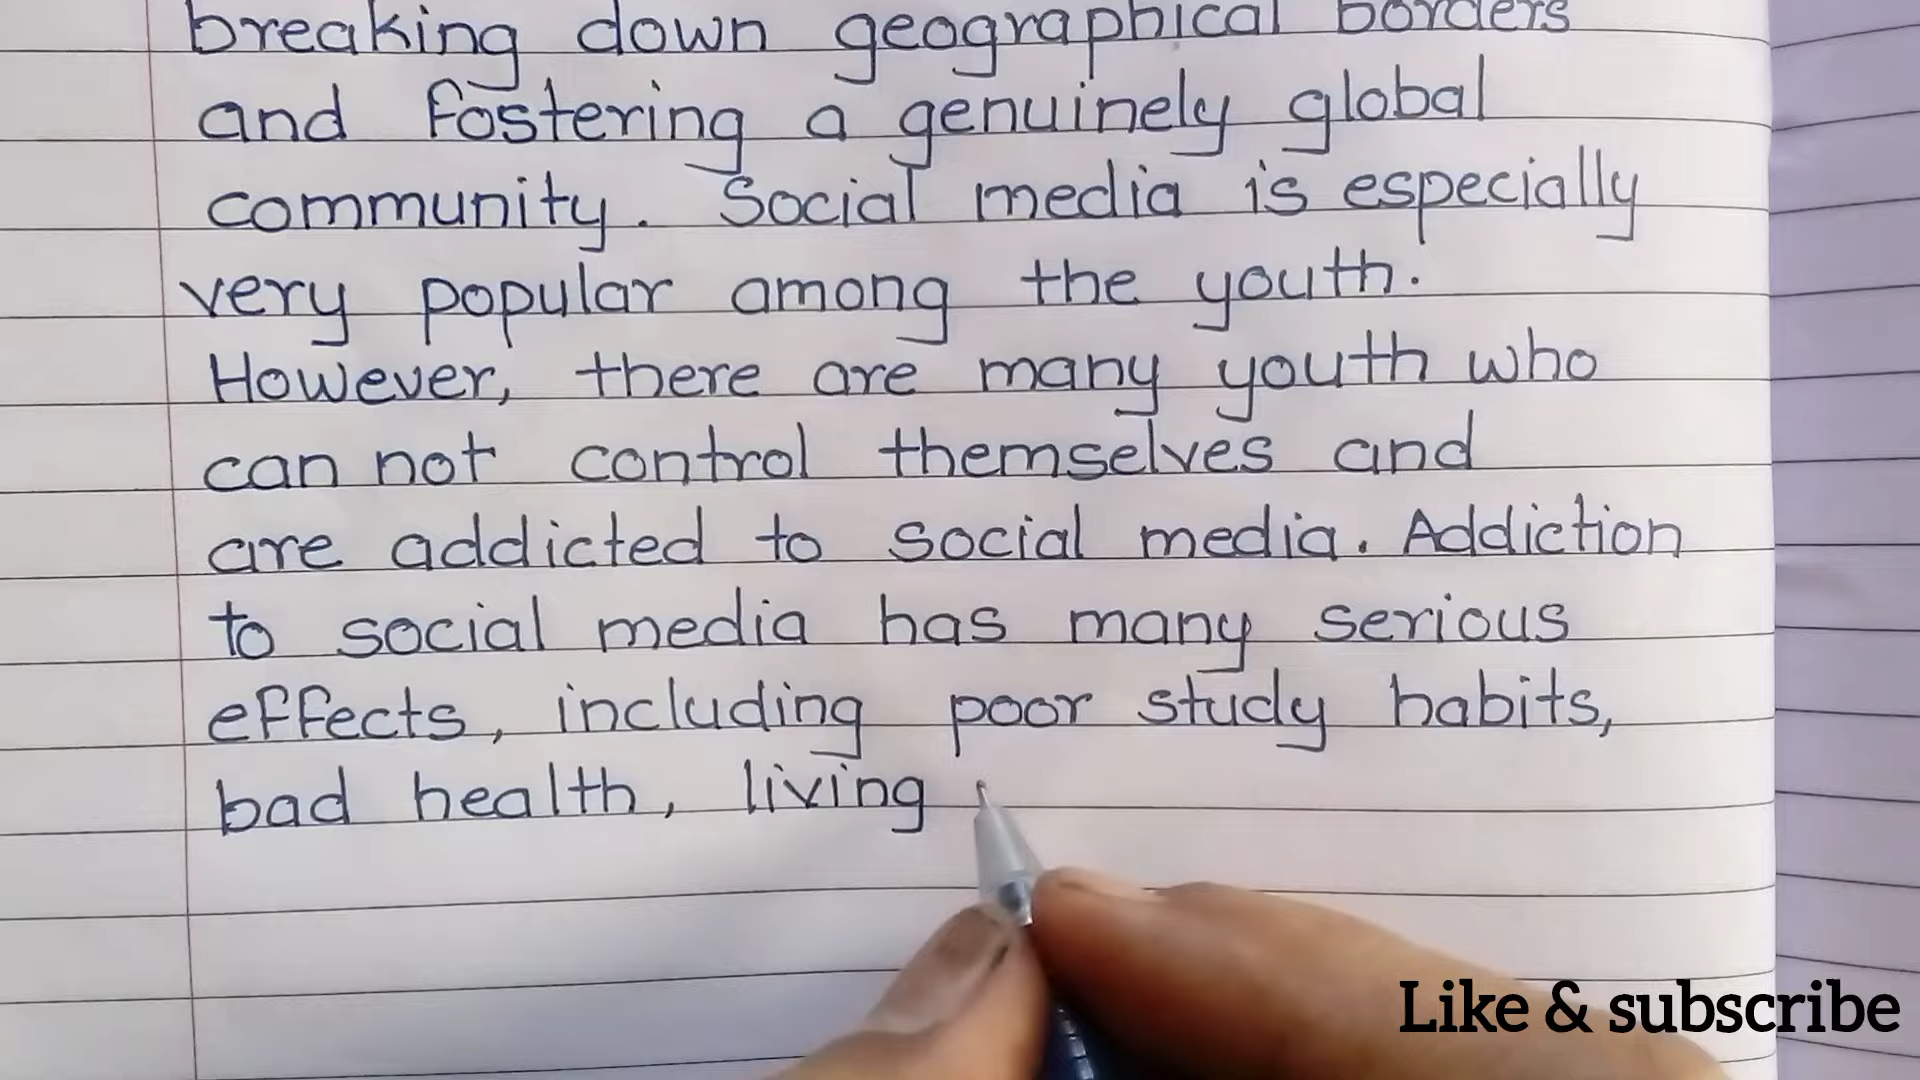 breaking down geographical borders
and fostering a genuinely global
community. Social media is especially
very popular among the youth.
However, there are many youth who
can not control themselves and
are addicted to social media. Addiction
to social media has many serious
effects, including poor study habits,
bad health, living
Like & subscribe